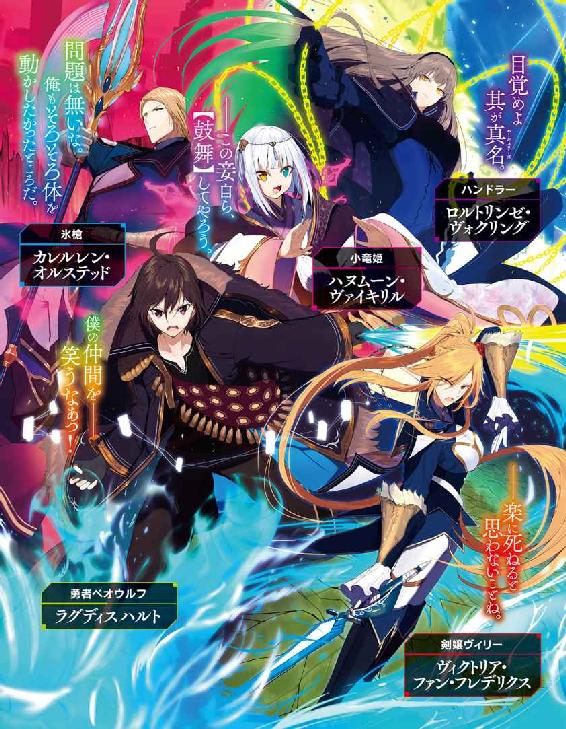 目覚めよ
其が真名。
ハンドラー
ロルトリンゼ・
ヴォクリング
――この妾自ら
【鼓舞】してやろう。
小竜姫
ハヌムーン・
ヴァイキリル
問題は無いな。
俺もそろそろ体を
動かしたかったところだ。
氷槍
カレルレン・
オルステッド
僕の仲間を――
笑うなぁっ！
勇者ベオウルフ
ラグディス ハルト
――楽に死ねると
思わないことね。
剣嬢ヴィリー
ヴィクトリア・
ファン・フレデリクス